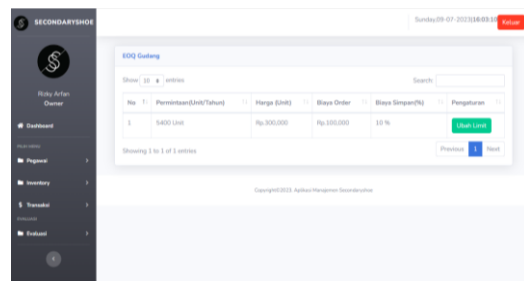 SECONDARYSHOE
Sunday,09-07-2023|16:03:10
Keluar
Rizky Arfan
Owner
Dashboard
Pegawai
Inventory
$ Transaksi
Evaluasi
EOQ Gudang
Show 10 entries
Search:
No Permintaan(Unit/Tahun) Harga (Unit) Biaya Order Biaya Simpan(%) Pengaturan
1 5400 Unit Rp.300,000 Rp.100,000 10 % Ubah Limit
Showing 1 to 1 of 1 entries
Previous 1 Next
Copyright©2023. Aplikasi Manajemen Secondaryshoe